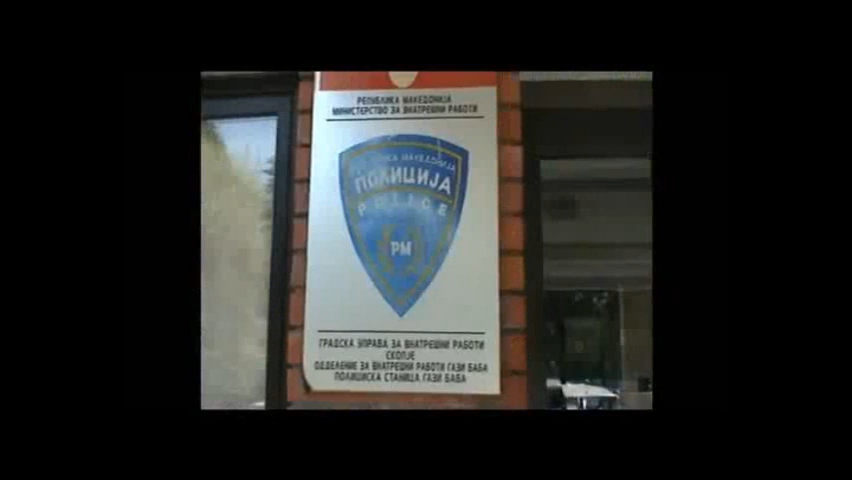 РЕПУБЛИКА МАКЕДОНИЈА
МИНИСТЕРСТВО ЗА ВНАТРЕШНИ РАБОТИ
МАКЕДОНИЈА
ПОЛИЦИЈА
POLICE
РМ
ГРАДСКА УПРАВА ЗА ВНАТРЕШНИ РАБОТИ
СКОПЈЕ
ОДДЕЛЕНИЕ ЗА ВНАТРЕШНИ РАБОТИ ГАЗИ БАБА
ПОЛИЦИСКА СТАНИЦА ГАЗИ БАБА